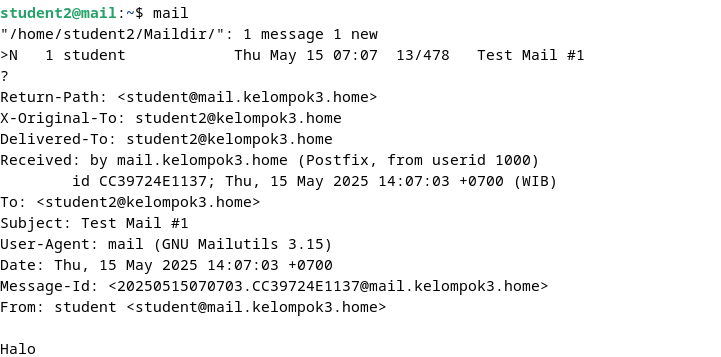 student2@mail:~$ mail
"/home/student2/Maildir/": 1 message 1 new
>N   1 student            Thu May 15 07:07  13/478   Test Mail #1
?
Return-Path: <student@mail.kelompok3.home>
X-Original-To: student2@kelompok3.home
Delivered-To: student2@kelompok3.home
Received: by mail.kelompok3.home (Postfix, from userid 1000)
        id CC39724E1137; Thu, 15 May 2025 14:07:03 +0700 (WIB)
To: <student2@kelompok3.home>
Subject: Test Mail #1
User-Agent: mail (GNU Mailutils 3.15)
Date: Thu, 15 May 2025 14:07:03 +0700
Message-Id: <20250515070703.CC39724E1137@mail.kelompok3.home>
From: student <student@mail.kelompok3.home>

Halo